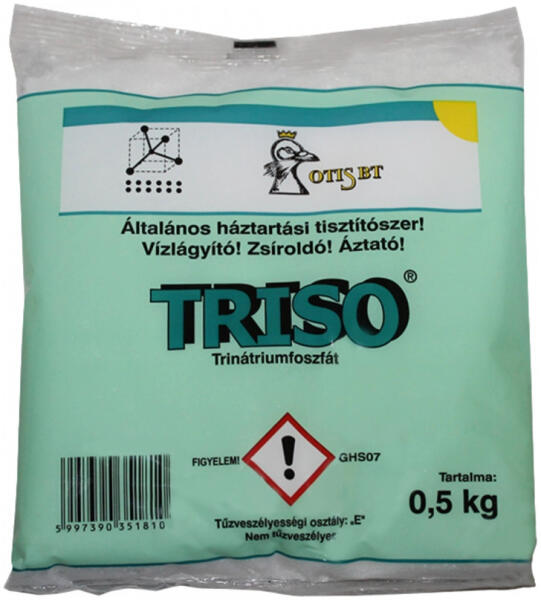 OTIS BT
Általános háztartási tisztítószer!
Vízlágyító! Zsíroldó! Áztató!
TRISO®
Trinátriumfoszfát
FIGYELEM!
GHS07
Tartalma:
0,5 kg
5 997390 351810
Tűzveszélyességi osztály: „E"
Nem tűzveszélyes